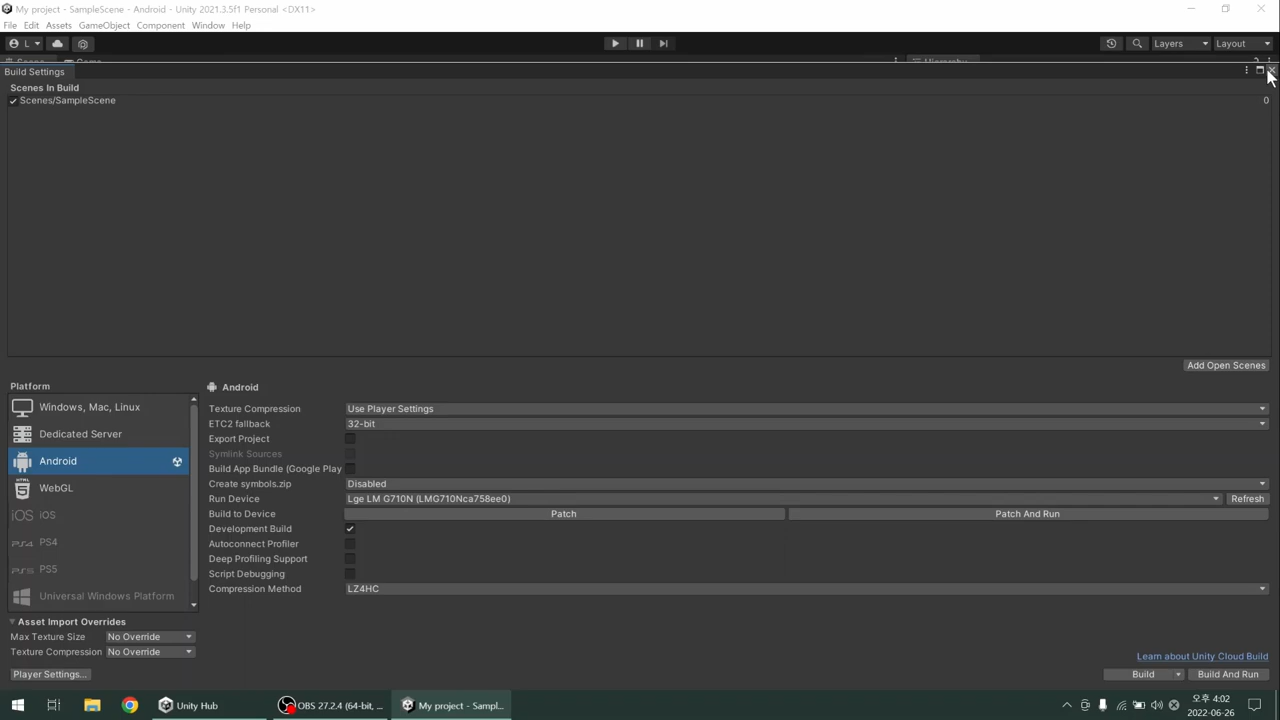 My project - SampleScene - Android - Unity 2021.3.5f1 Personal <DX11>
File Edit Assets GameObject Component Window Help
L Layers Layout
Build Settings
Scenes In Build
Scenes/SampleScene 0
Add Open Scenes
Platform
Windows, Mac, Linux
Dedicated Server
Android
WebGL
iOS iOS
PS4 PS4
PS5 PS5
Universal Windows Platform
Asset Import Overrides
Max Texture Size No Override
Texture Compression No Override
Player Settings...
Android
Texture Compression Use Player Settings
ETC2 fallback 32-bit
Export Project
Symlink Sources
Build App Bundle (Google Play
Create symbols.zip Disabled
Run Device Lge LM G710N (LMG710Nca758ee0) Refresh
Build to Device Patch Patch And Run
Development Build
Autoconnect Profiler
Deep Profiling Support
Script Debugging
Compression Method LZ4HC
Learn about Unity Cloud Build
Build Build And Run
Unity Hub OBS 27.2.4 (64-bit, ... My project - Sampl...
오후 4:02
2022-06-26